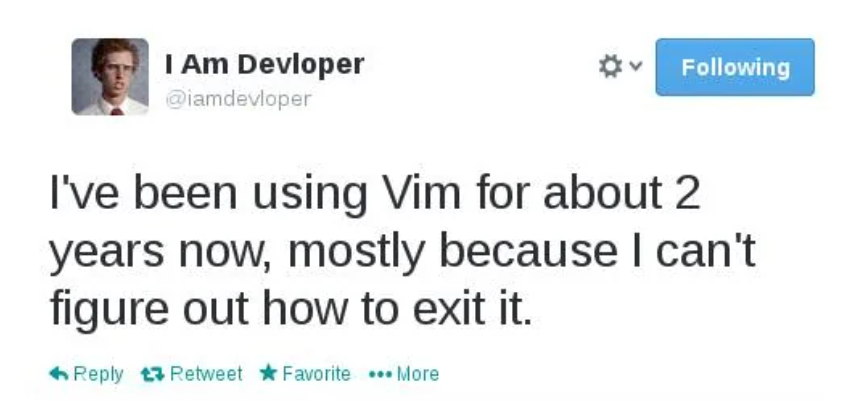 I Am Devloper
@iamdevloper
Following
I've been using Vim for about 2
years now, mostly because I can't
figure out how to exit it.
Reply Retweet Favorite More